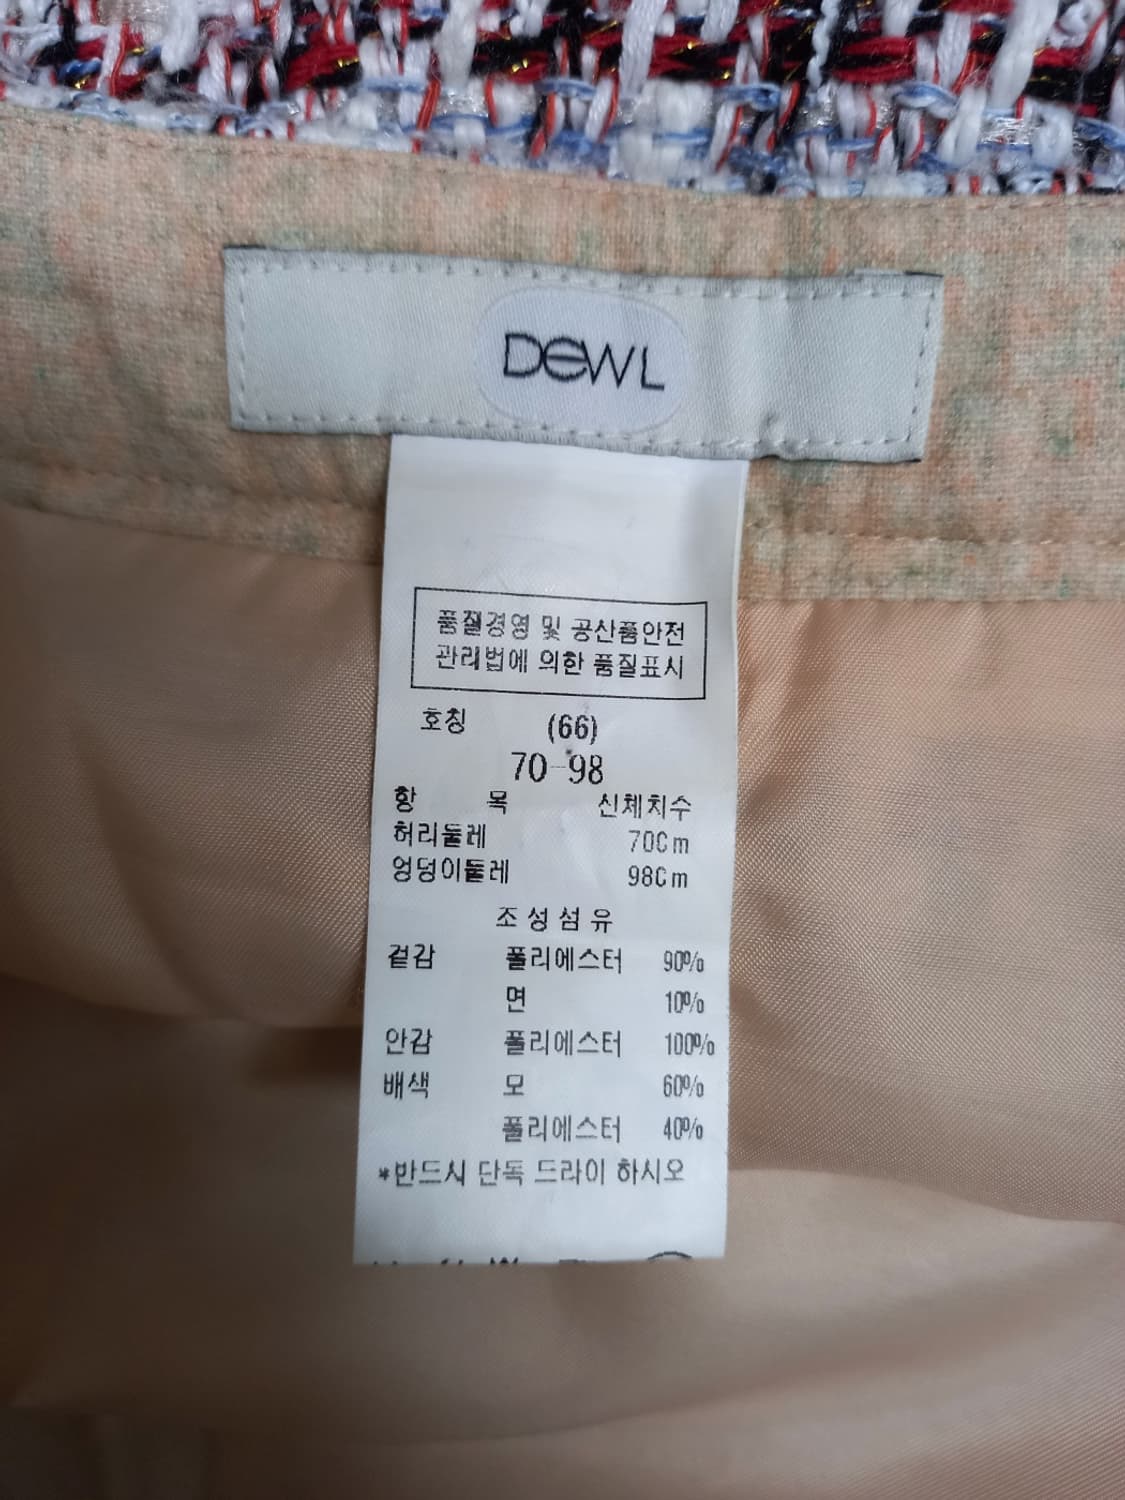 DeWL
품질경영 및 공산품안전
관리법에 의한 품질표시
호칭 (66)
70-98
항 목 신체치수
허리둘레 70Cm
엉덩이둘레 98Cm
조성섬유
겉감 폴리에스터 90%
면 10%
안감 폴리에스터 100%
배색 모 60%
폴리에스터 40%
*반드시 단독 드라이 하시오